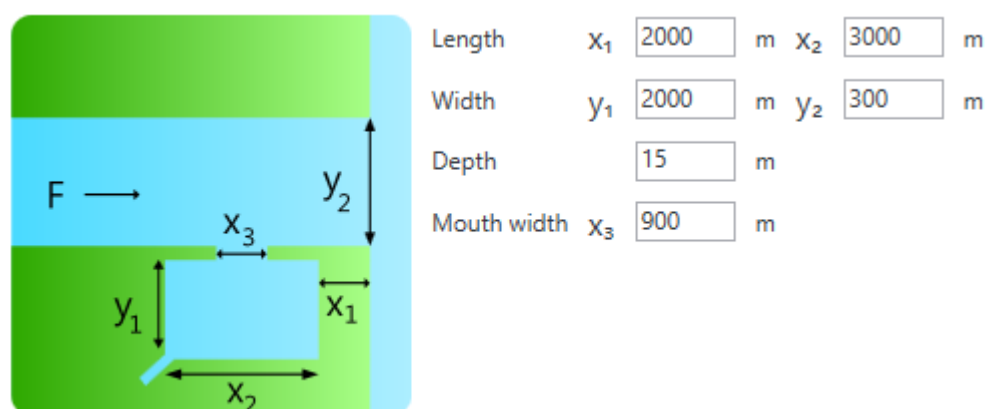 Length x₁ 2000 m x₂ 3000 m
Width y₁ 2000 m y₂ 300 m
Depth 15 m
Mouth width x₃ 900 m
F
y₂
x₃
y₁
x₁
x₂